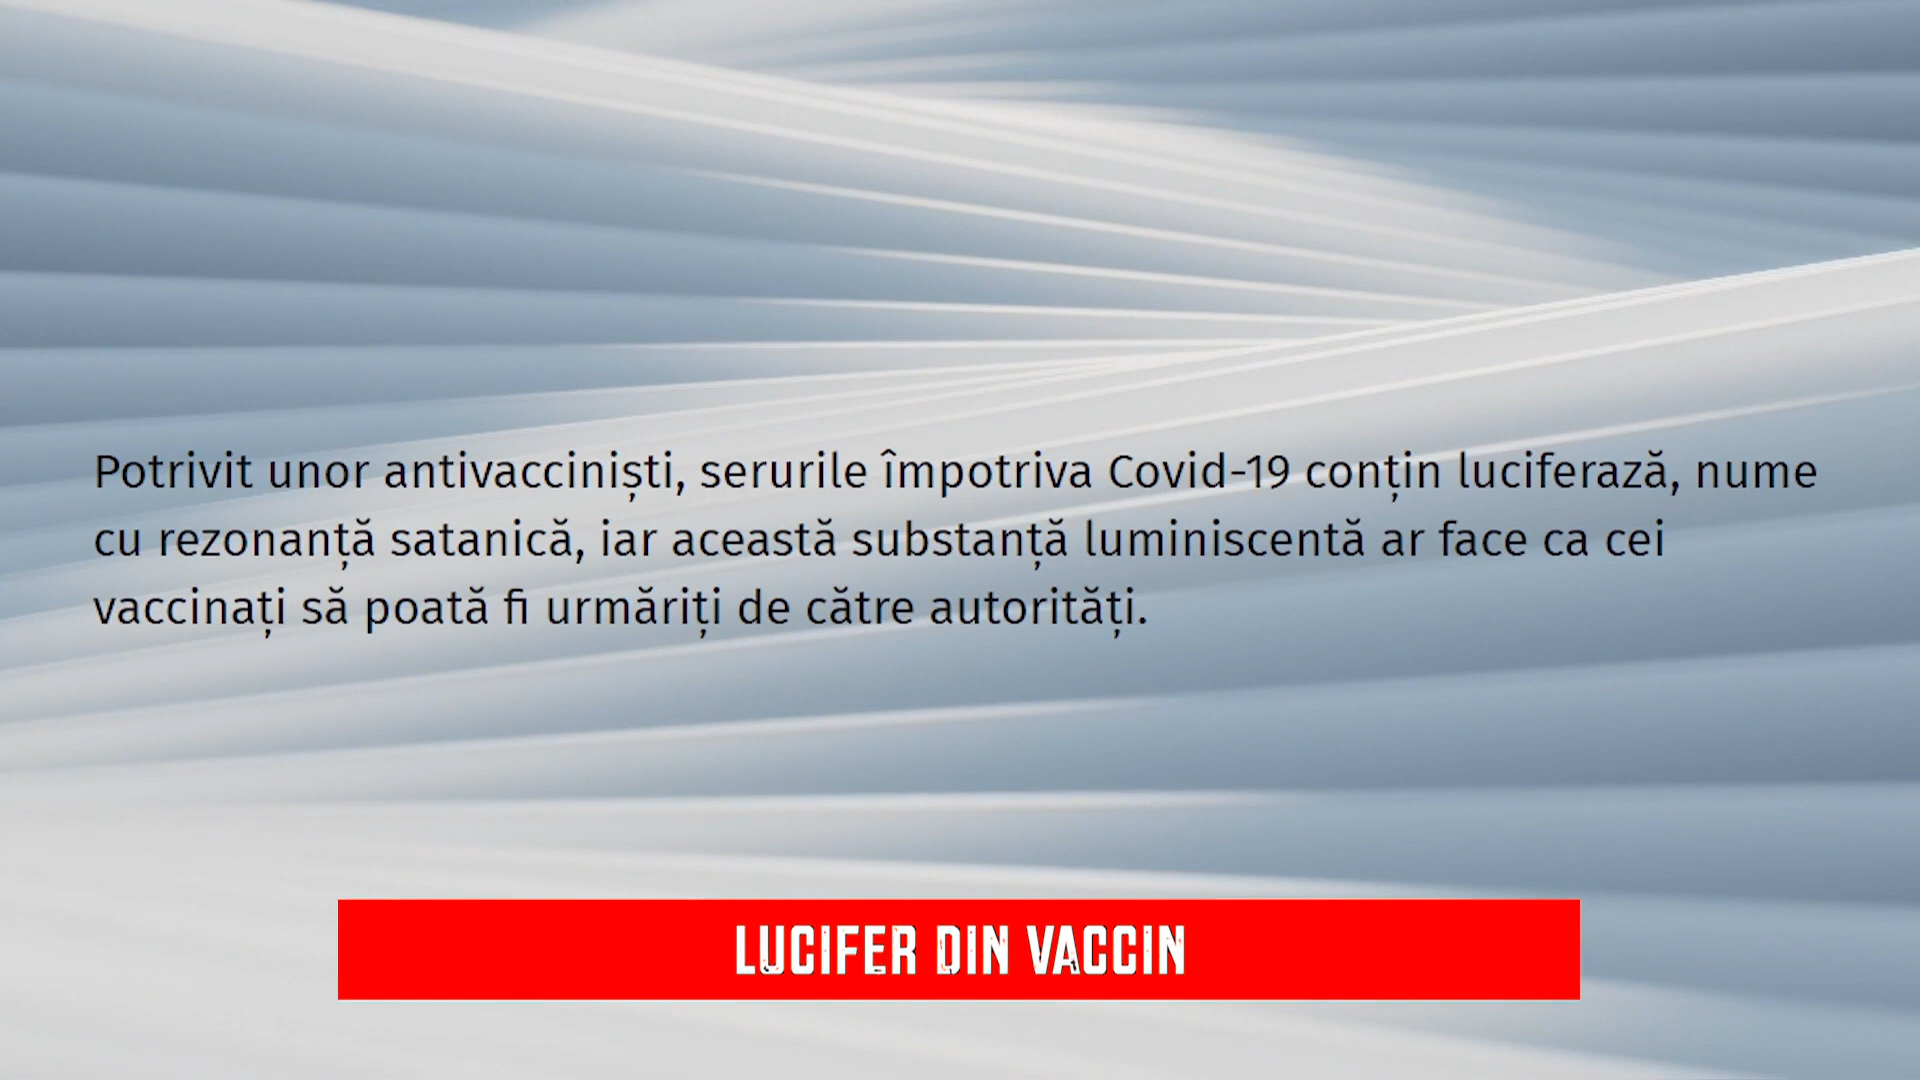 Potrivit unor antivacciniști, serurile împotriva Covid-19 conțin luciferază, nume
cu rezonanță satanică, iar această substanță luminiscentă ar face ca cei
vaccinați să poată fi urmăriți de către autorități.
LUCIFER DIN VACCIN